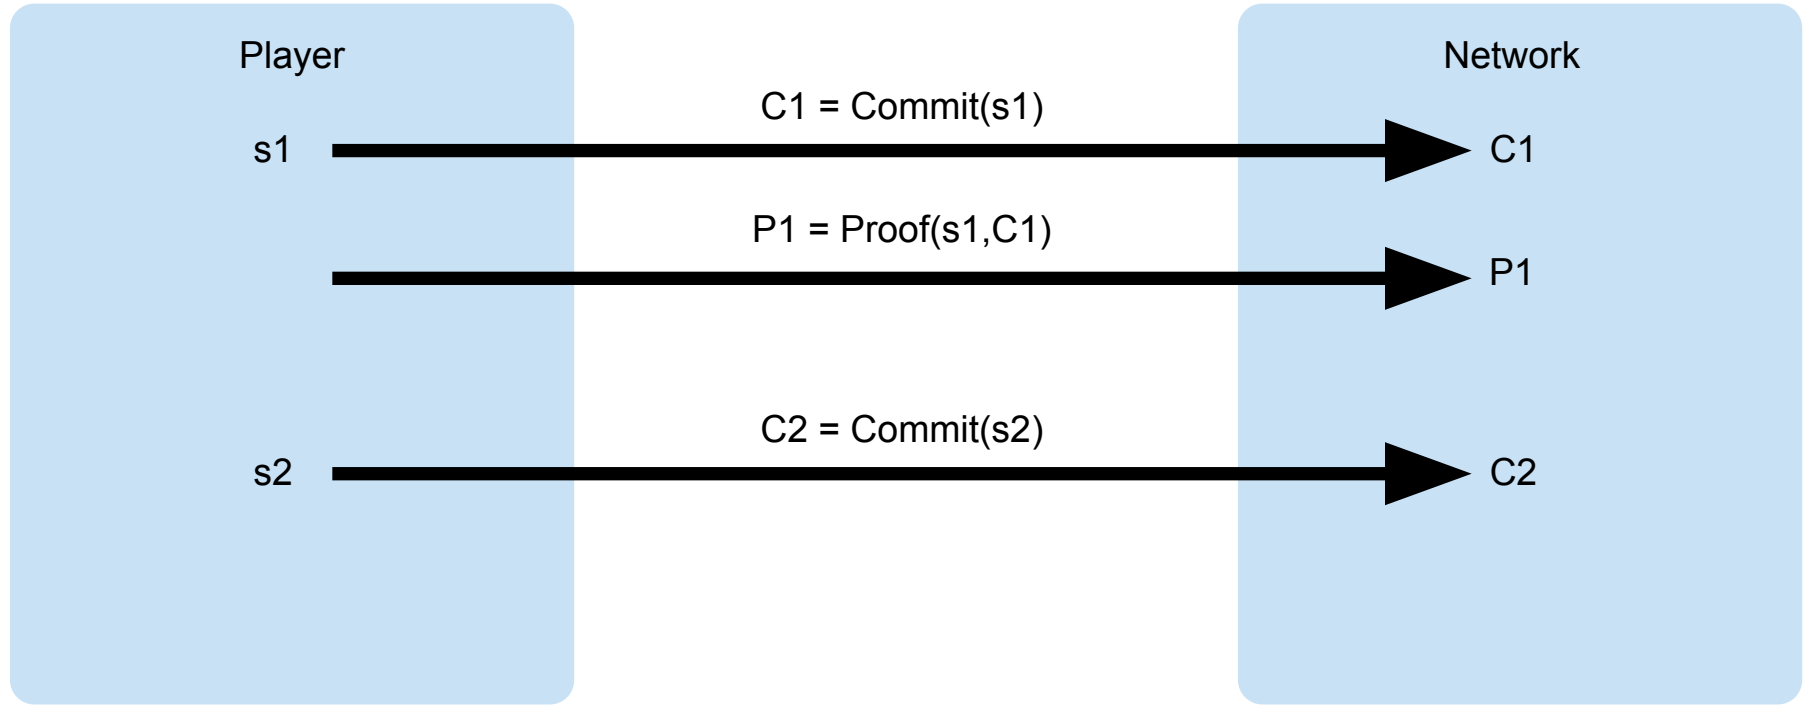 Player
Network
C1 = Commit(s1)
s1
C1
P1 = Proof(s1,C1)
P1
C2 = Commit(s2)
s2
C2